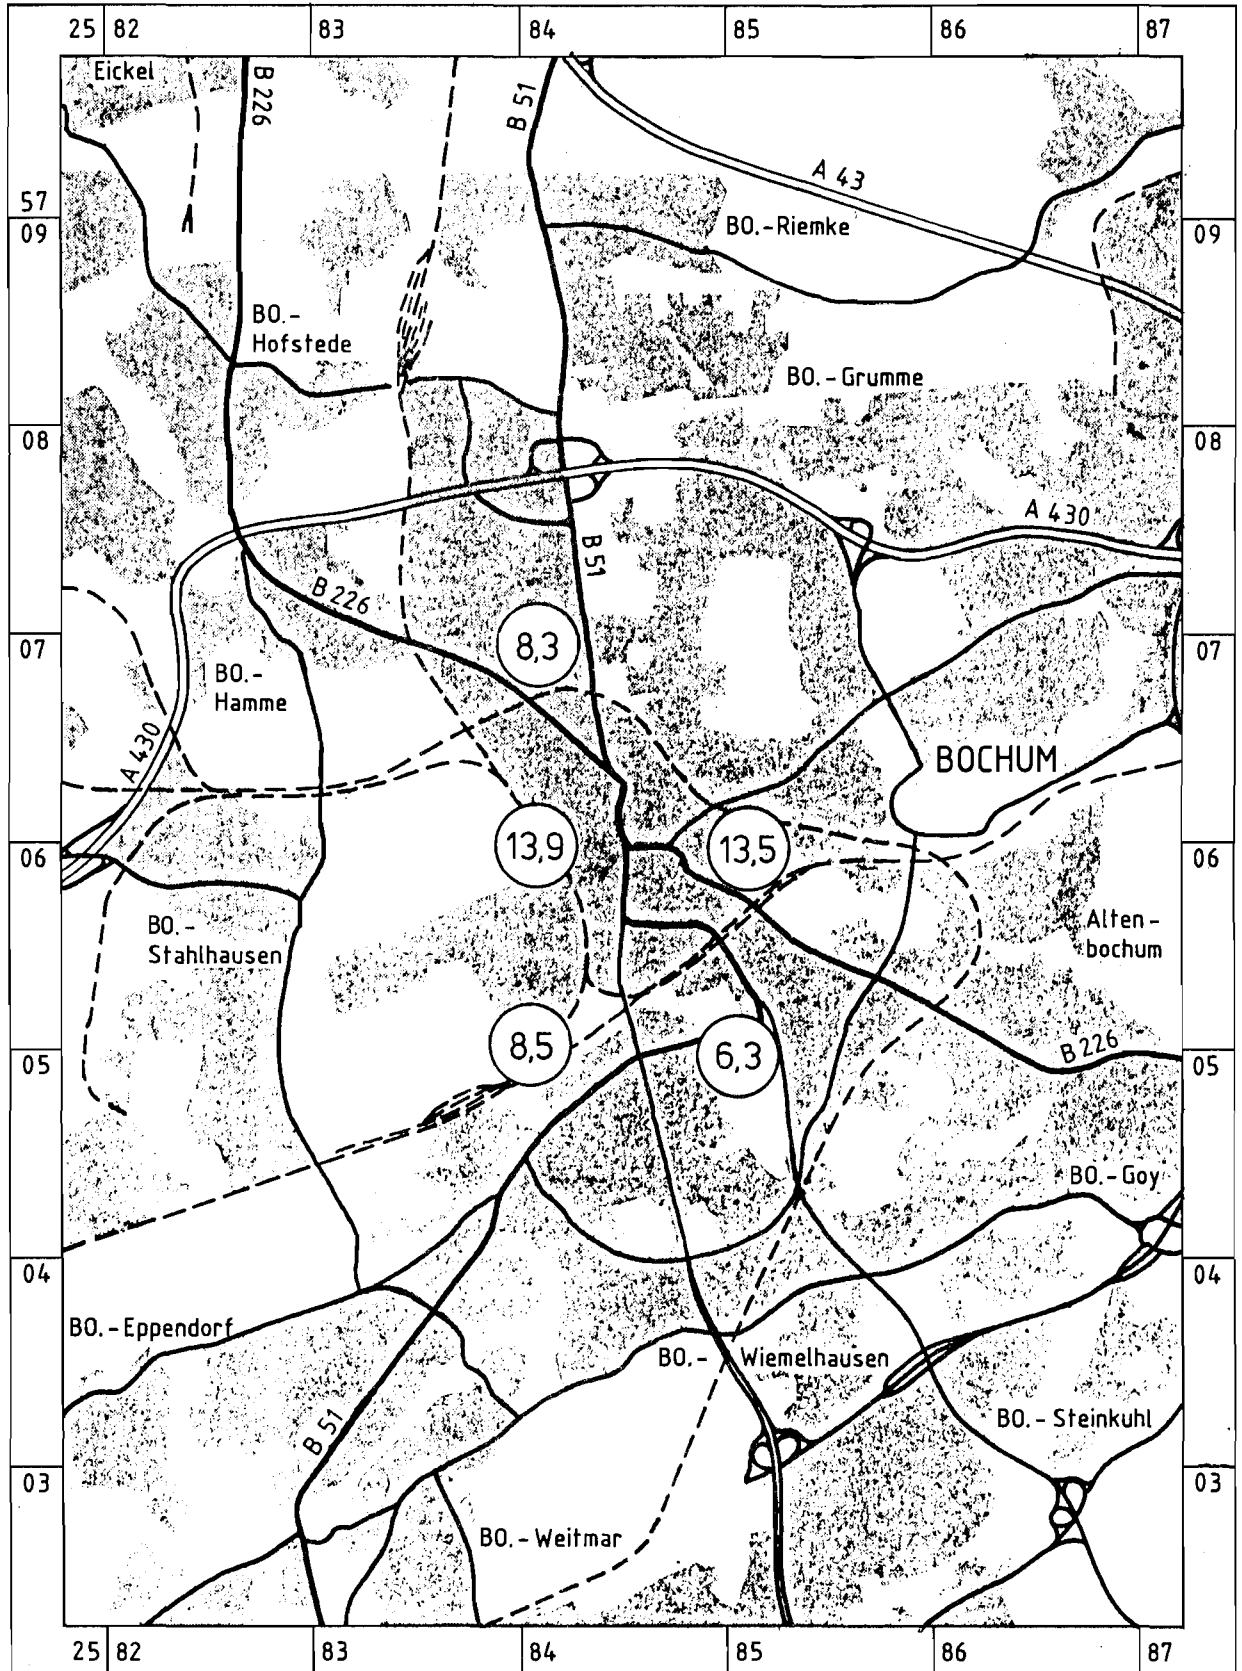 25 82 83 84 85 86 87
Eickel
B 226
B 51
A 43
57
09
BO.-Riemke
09
BO.-
Hofstede
BO.-Grumme
08
08
A 430
B 51
B 226
07
8,3
07
BO.-
Hamme
A 430
BOCHUM
06
13,9
13,5
06
BO.-
Stahlhausen
Alten-
bochum
05
8,5
6,3
B 226
05
BO.-Goy
04
04
BO.-Eppendorf
BO.- Wiemelhausen
B 51
BO.-Steinkuhl
03
03
BO.-Weitmar
25 82 83 84 85 86 87